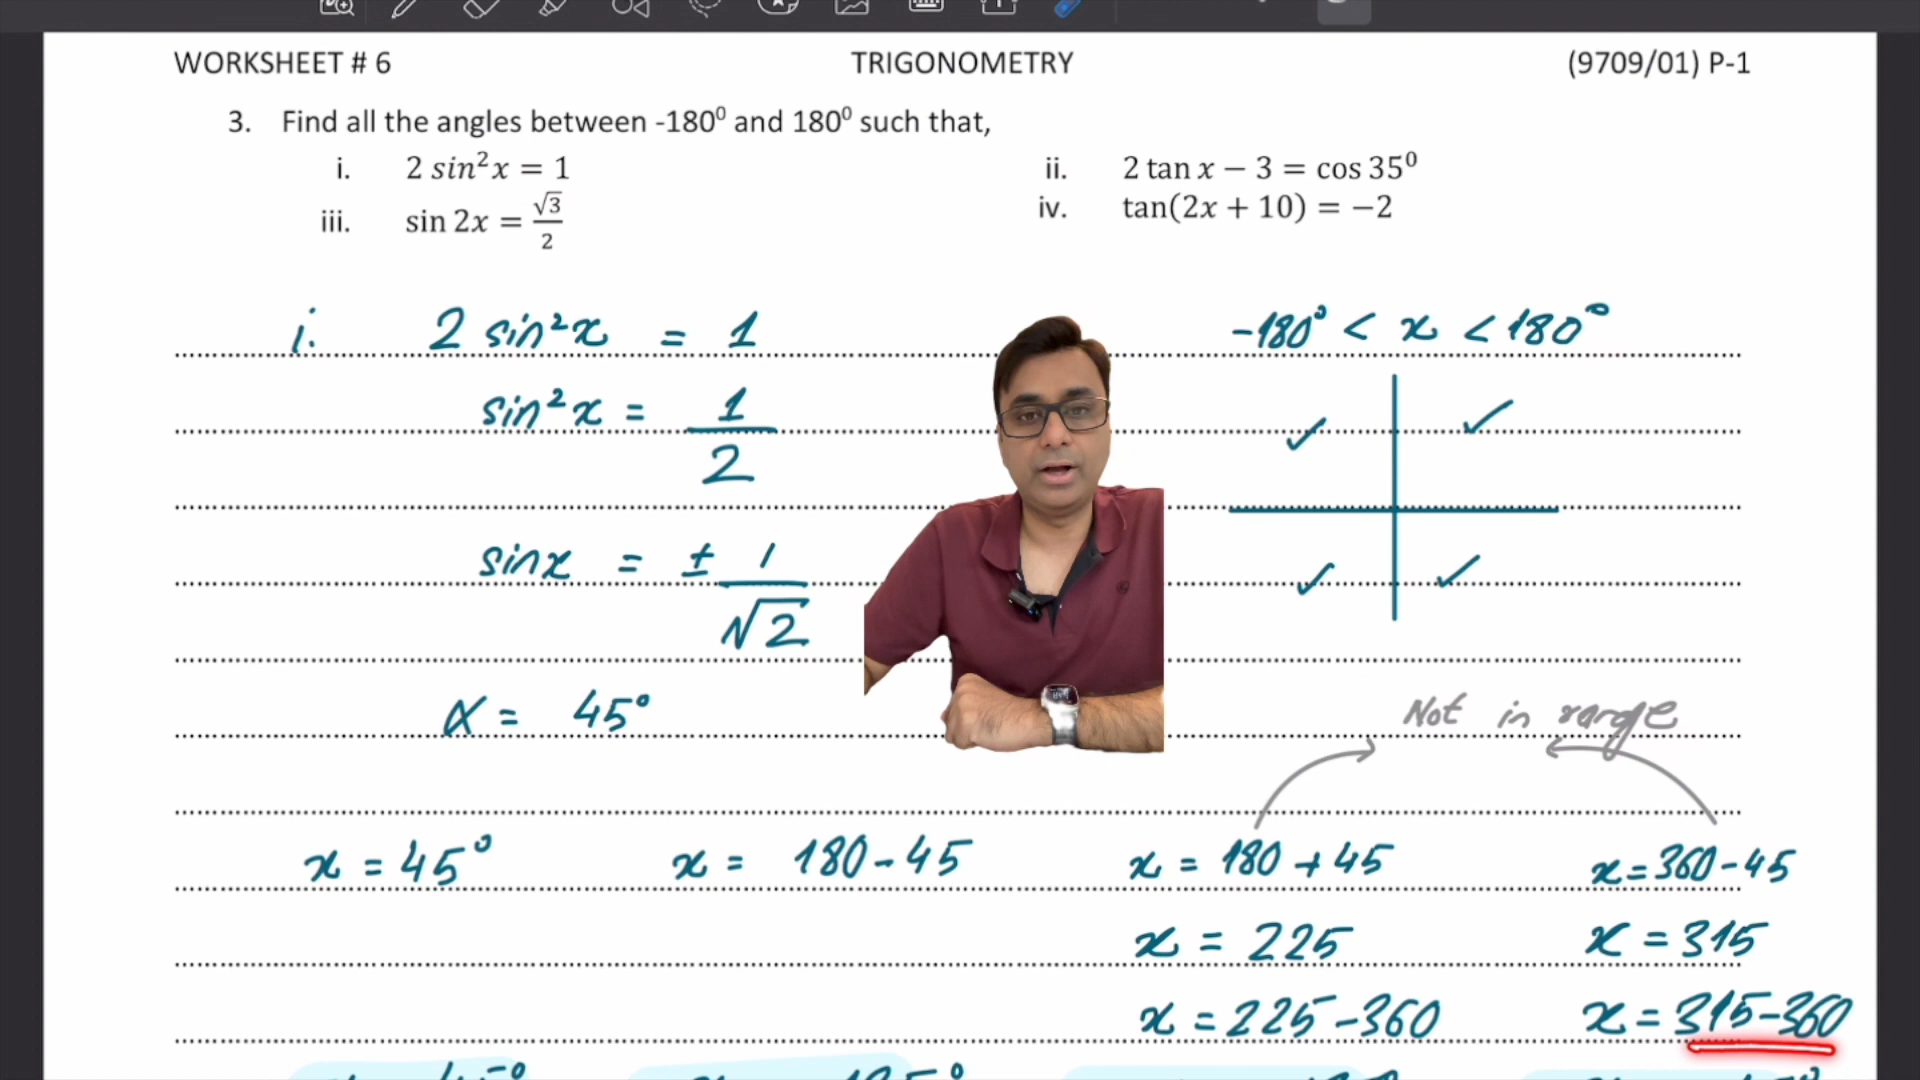 WORKSHEET # 6 TRIGONOMETRY (9709/01) P-1
3. Find all the angles between -180⁰ and 180⁰ such that,
i. 2 sin²x = 1 ii. 2 tan x − 3 = cos 35⁰
iii. sin 2x = √3/2 iv. tan(2x + 10) = −2
i. 2 sin²x = 1 -180° < x < 180°
sin²x = 1/2
sinx = ± 1/√2
α = 45°
Not in range
x = 45° x = 180-45 x = 180+45 x=360-45
x = 225 x = 315
x = 225-360 x = 315-360